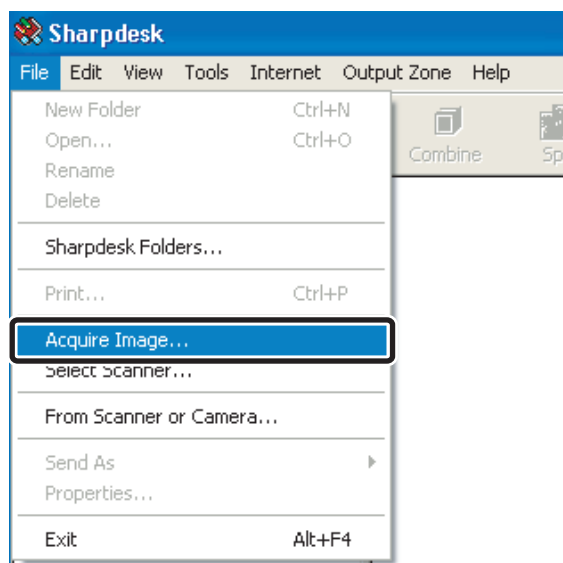 Sharpdesk
File Edit View Tools Internet Output Zone Help
New Folder Ctrl+N
Open... Ctrl+O
Rename
Delete
Combine Sp
Sharpdesk Folders...
Print... Ctrl+P
Acquire Image...
Select Scanner...
From Scanner or Camera...
Send As
Properties...
Exit Alt+F4